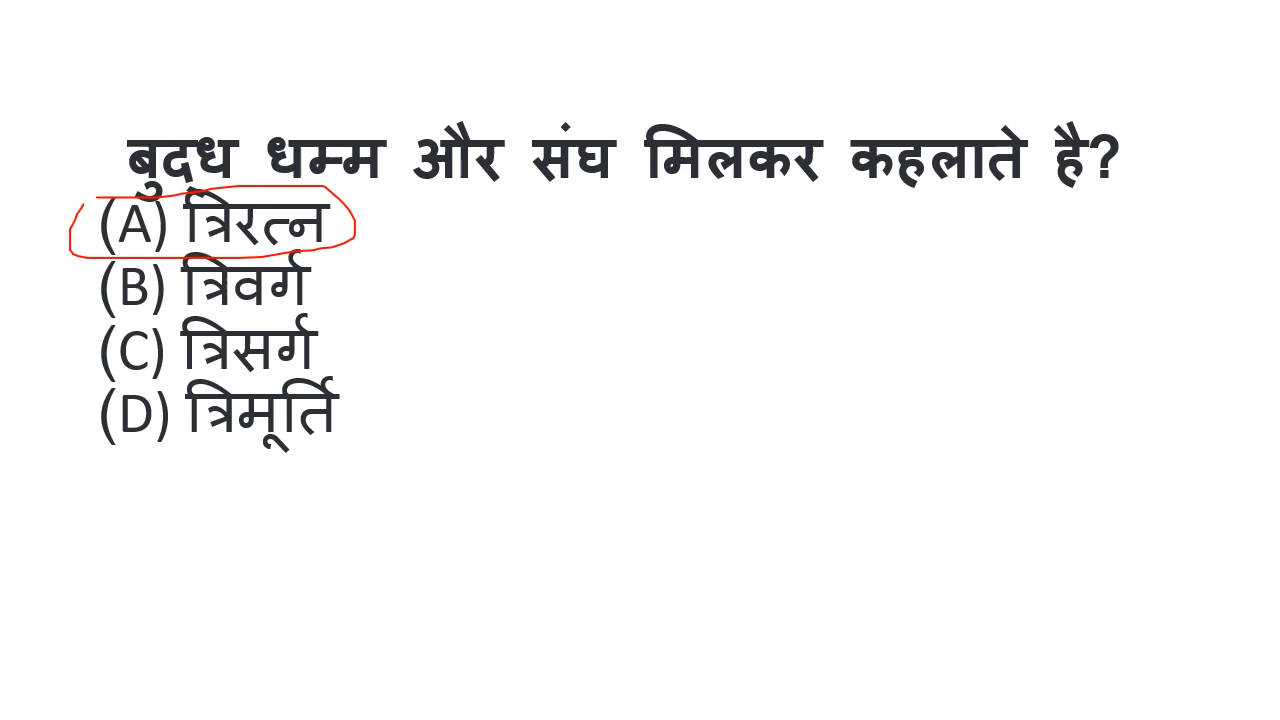 बुद्ध धम्म और संघ मिलकर कहलाते है?
(A) त्रिरत्न
(B) त्रिवर्ग
(C) त्रिसर्ग
(D) त्रिमूर्ति